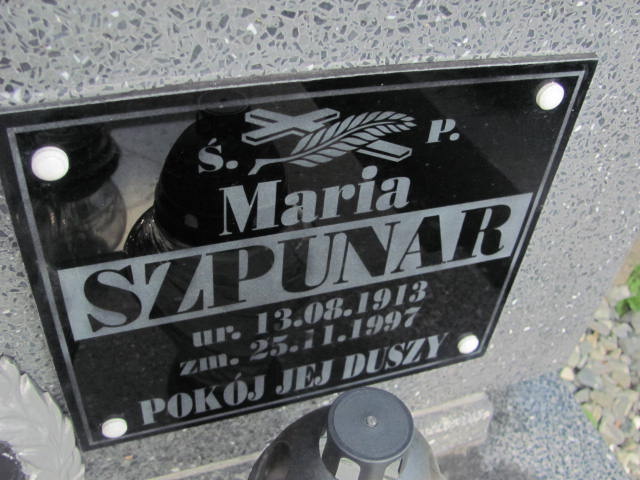 Ś. P.
Maria
SZPUNAR
ur. 13.08.1913
zm. 25.11.1997
POKÓJ JEJ DUSZY